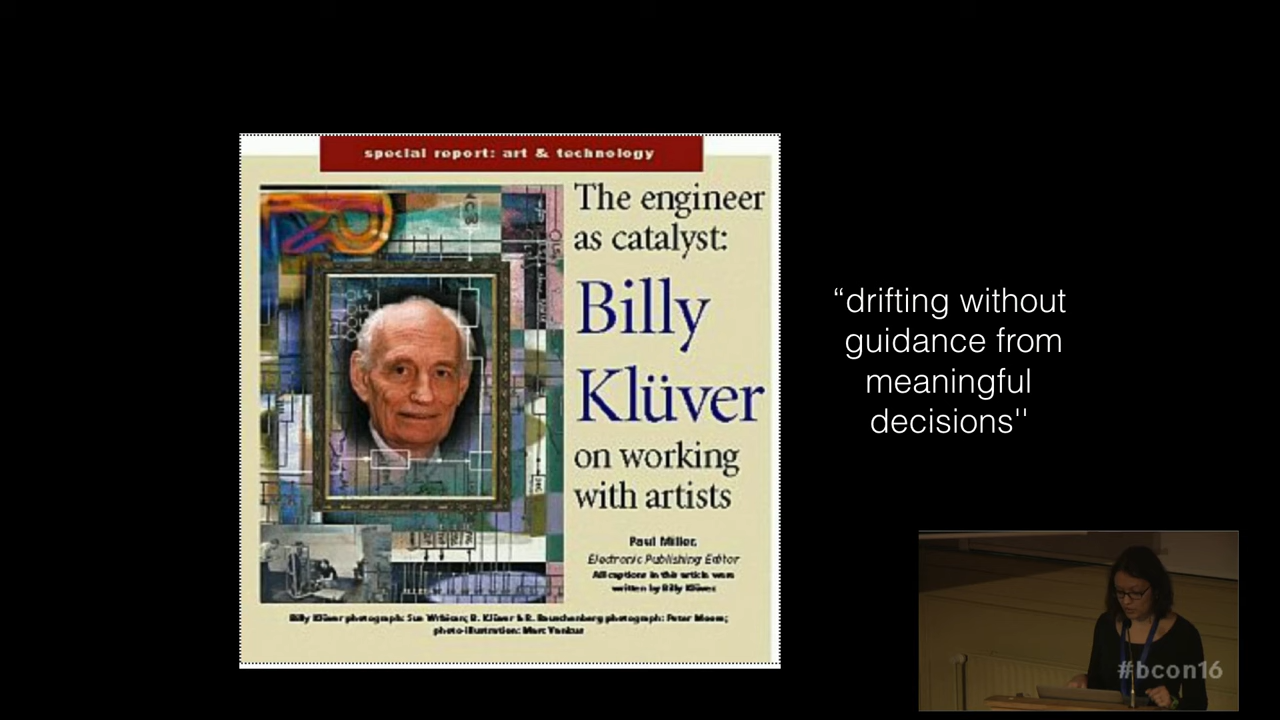 special report: art & technology
The engineer
as catalyst:
Billy
Klüver
on working
with artists
Paul Miller,
Electronic Publishing Editor
All captions in this article were
written by Billy Klüver.
Billy Klüver photograph: Sue Wrbican; B. Klüver & R. Rauschenberg photograph: Peter Moore;
photo-illustration: Marc Yankus
“drifting without
guidance from
meaningful
decisions''
#bcon16